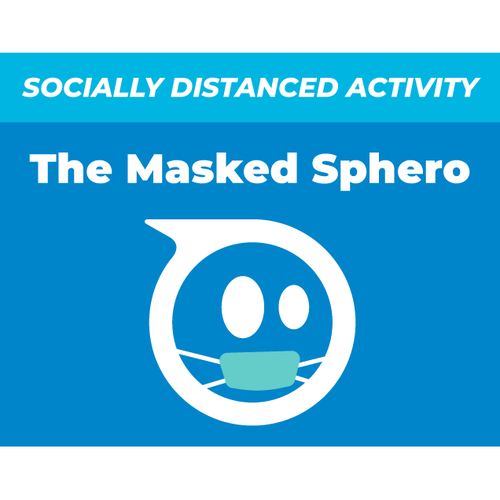 SOCIALLY DISTANCED ACTIVITY
The Masked Sphero